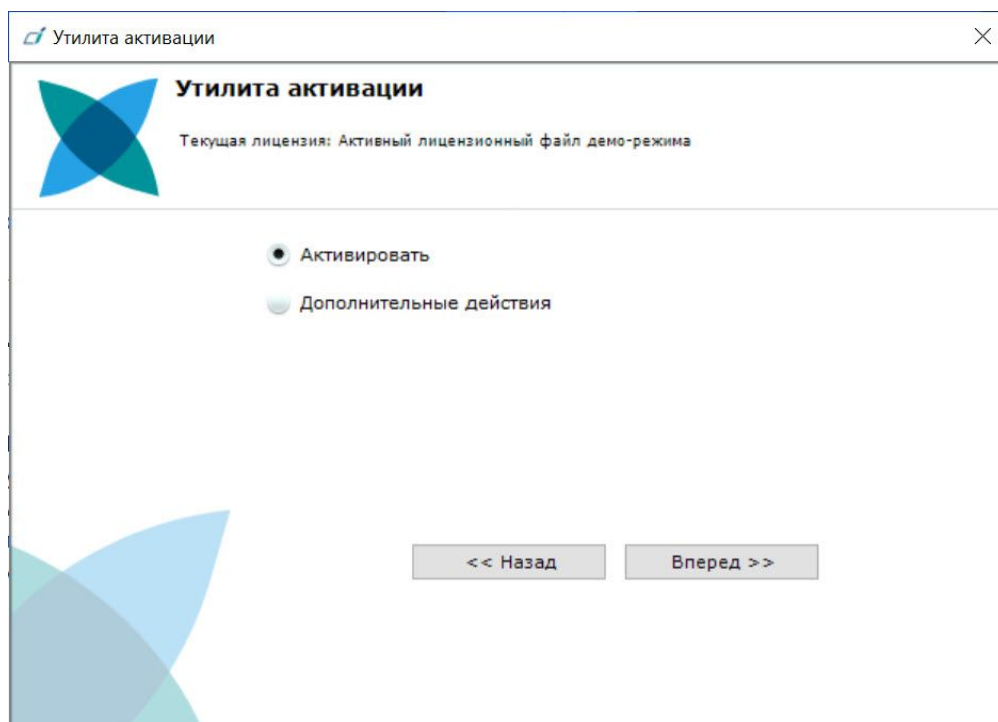 Утилита активации
Утилита активации
Текущая лицензия: Активный лицензионный файл демо-режима
Активировать
Дополнительные действия
<< Назад
Вперед >>